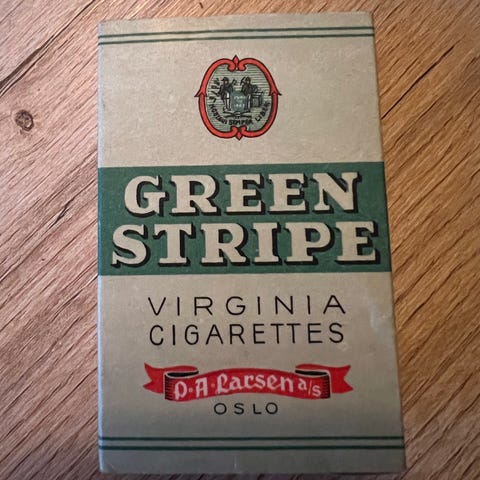 GREEN
STRIPE
VIRGINIA
CIGARETTES
P·A·Larsen a/s
OSLO